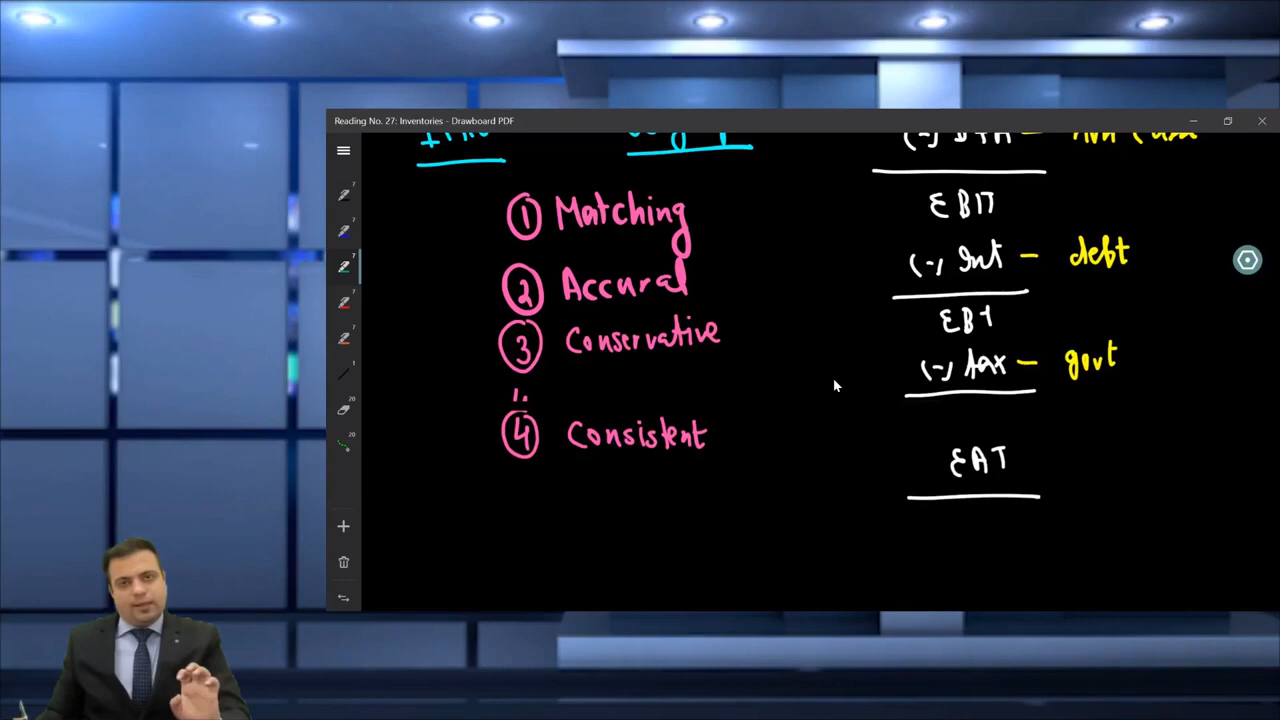 Reading No. 27: Inventories - Drawboard PDF
① Matching
② Accural
③ Conservative
④ Consistent
EBIT
(-) Int - debt
EBT
(-) tax - govt
EAT